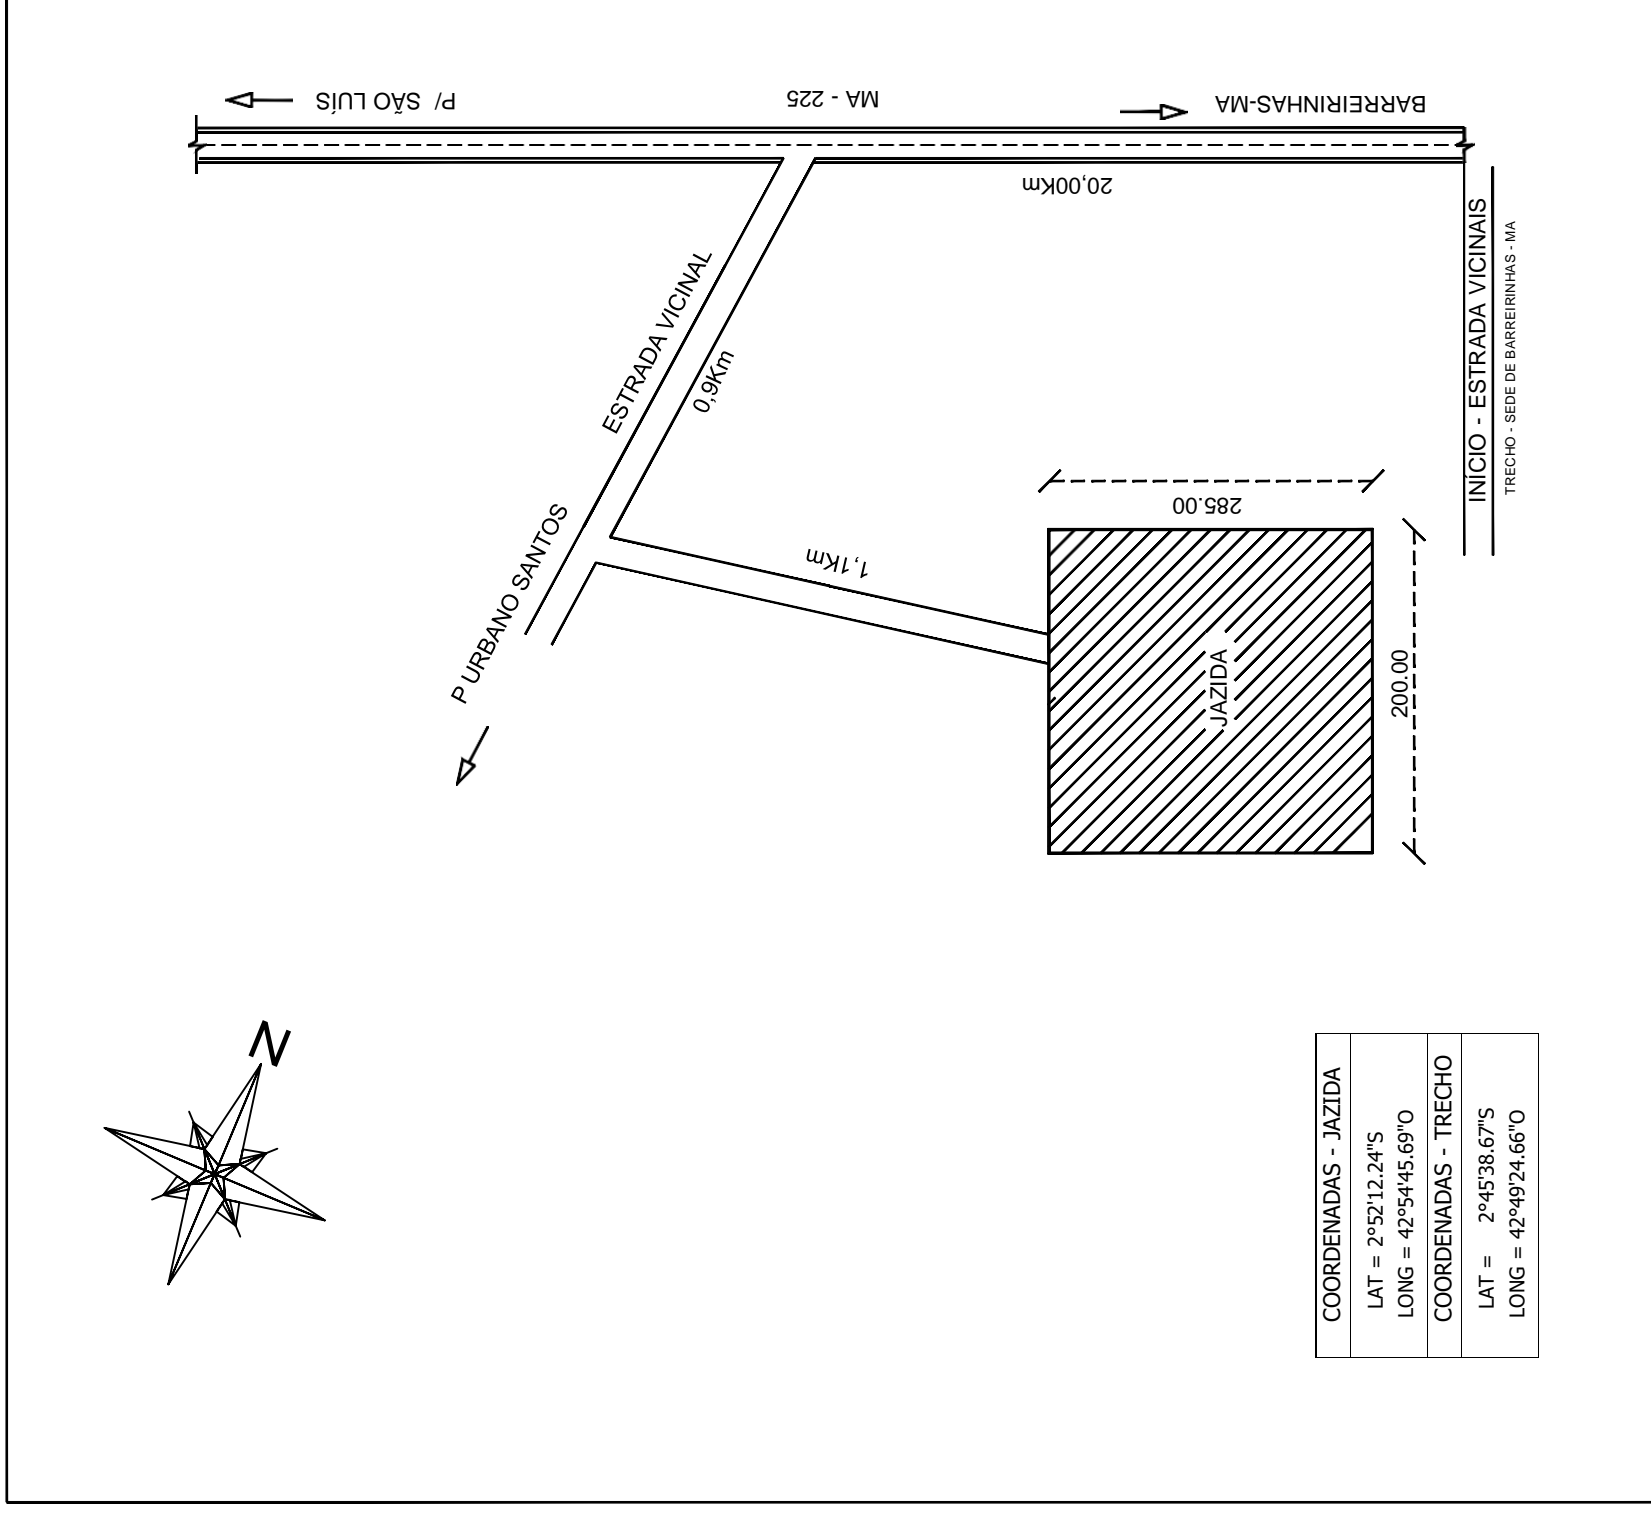 P/ SÃO LUÍS
MA - 225
BARREIRINHAS-MA
20,00Km
ESTRADA VICINAL
0,9Km
P URBANO SANTOS
1,1Km
285.00
200.00
JAZIDA
INÍCIO - ESTRADA VICINAIS
TRECHO - SEDE DE BARREIRINHAS - MA
N
COORDENADAS - JAZIDA
LAT = 2°52'12.24"S
LONG = 42°54'45.69"O
COORDENADAS - TRECHO
LAT = 2°45'38.67"S
LONG = 42°49'24.66"O